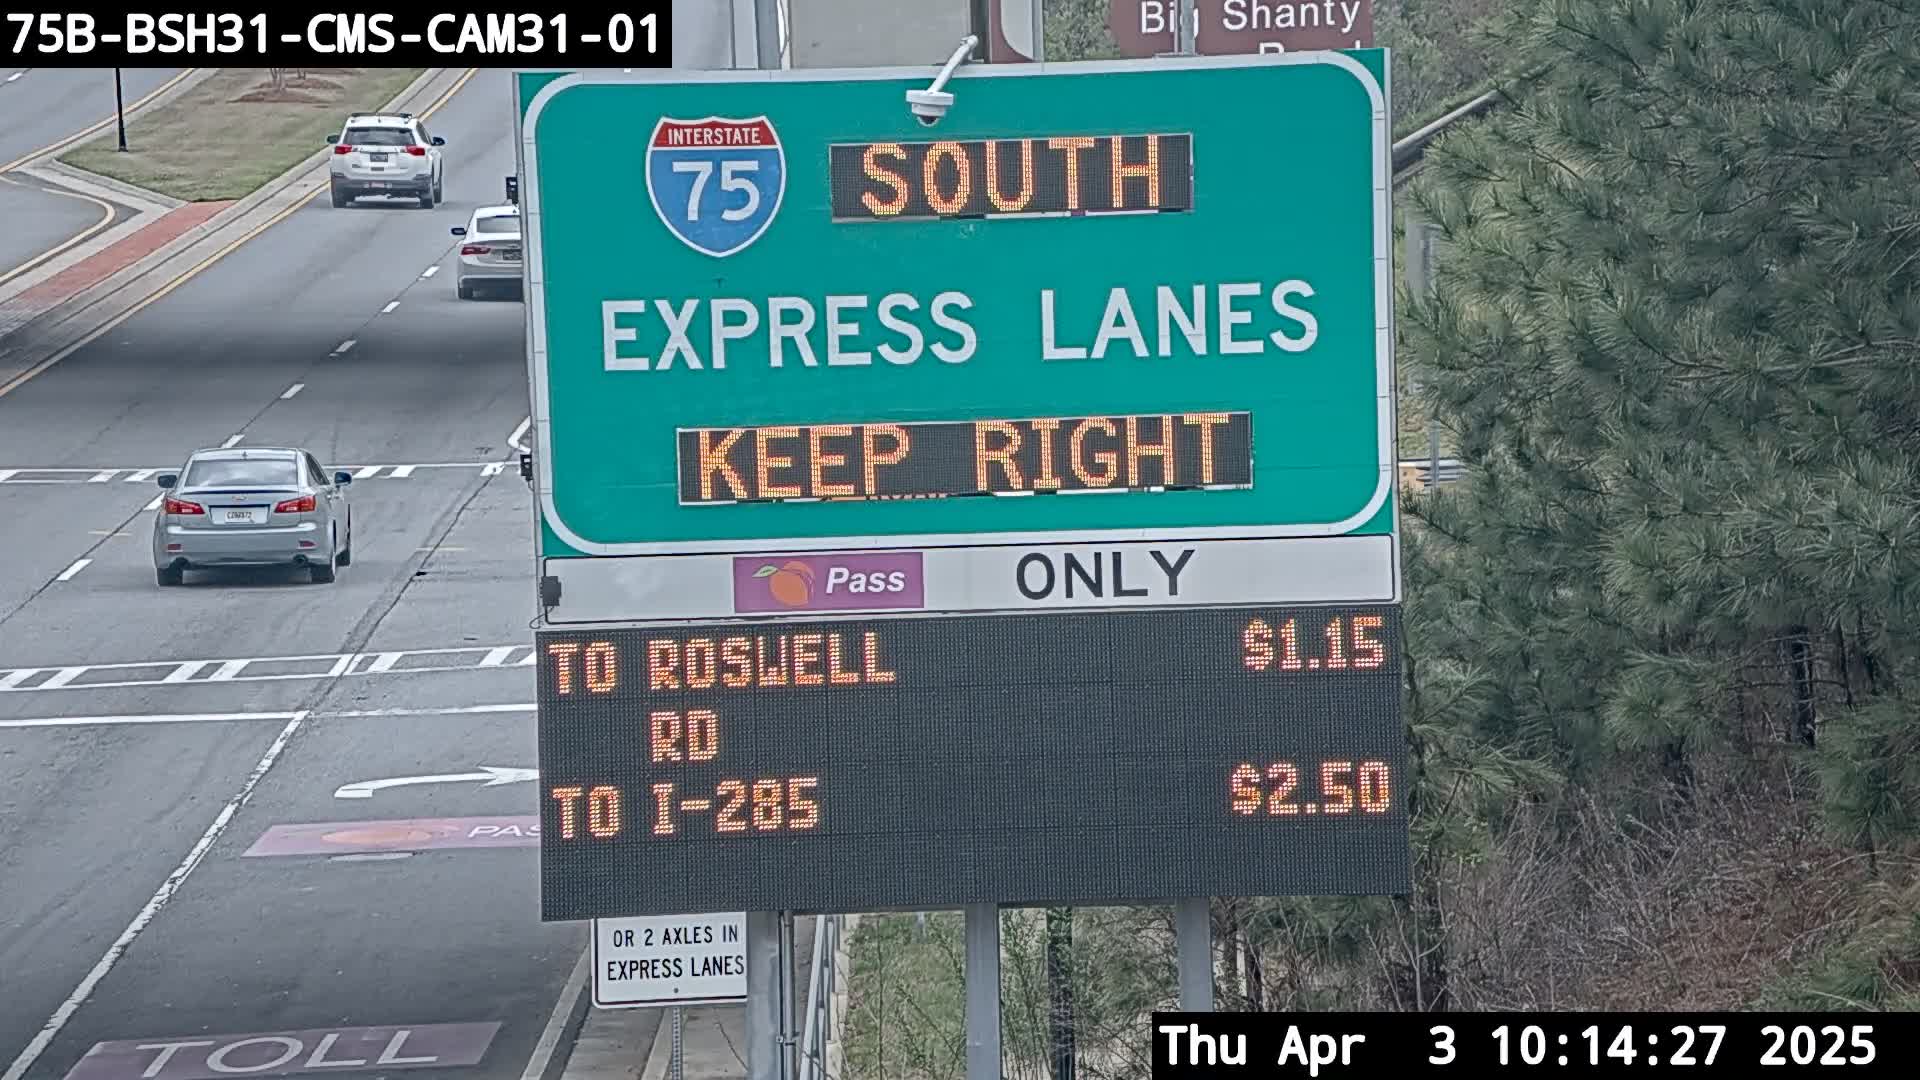 75B-BSH31-CMS-CAM31-01
Big Shanty
INTERSTATE
75
SOUTH
EXPRESS LANES
KEEP RIGHT
Pass
ONLY
TO ROSWELL $1.15
RD
TO I-285 $2.50
OR 2 AXLES IN
EXPRESS LANES
TOLL
Thu Apr 3 10:14:27 2025